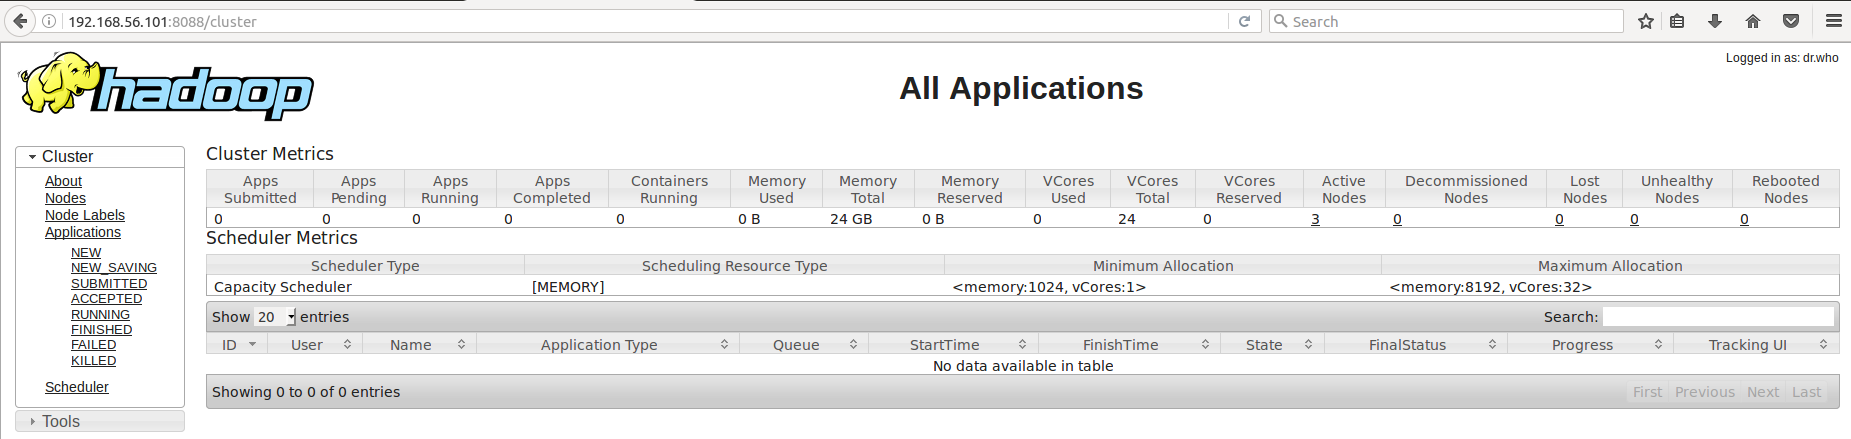 192.168.56.101:8088/cluster
Search
hadoop
All Applications
Logged in as: dr.who
Cluster
About
Nodes
Node Labels
Applications
NEW
NEW_SAVING
SUBMITTED
ACCEPTED
RUNNING
FINISHED
FAILED
KILLED
Scheduler
Tools
Cluster Metrics
Apps Submitted Apps Pending Apps Running Apps Completed Containers Running Memory Used Memory Total Memory Reserved VCores Used VCores Total VCores Reserved Active Nodes Decommissioned Nodes Lost Nodes Unhealthy Nodes Rebooted Nodes
0 0 0 0 0 0 B 24 GB 0 B 0 24 0 3 0 0 0 0
Scheduler Metrics
Scheduler Type Scheduling Resource Type Minimum Allocation Maximum Allocation
Capacity Scheduler [MEMORY] <memory:1024, vCores:1> <memory:8192, vCores:32>
Show 20 entries Search:
ID User Name Application Type Queue StartTime FinishTime State FinalStatus Progress Tracking UI
No data available in table
Showing 0 to 0 of 0 entries First Previous Next Last